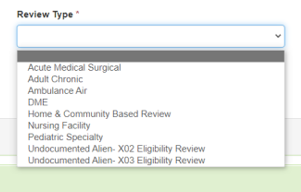 Review Type *
Acute Medical Surgical
Adult Chronic
Ambulance Air
DME
Home & Community Based Review
Nursing Facility
Pediatric Specialty
Undocumented Alien- X02 Eligibility Review
Undocumented Alien- X03 Eligibility Review